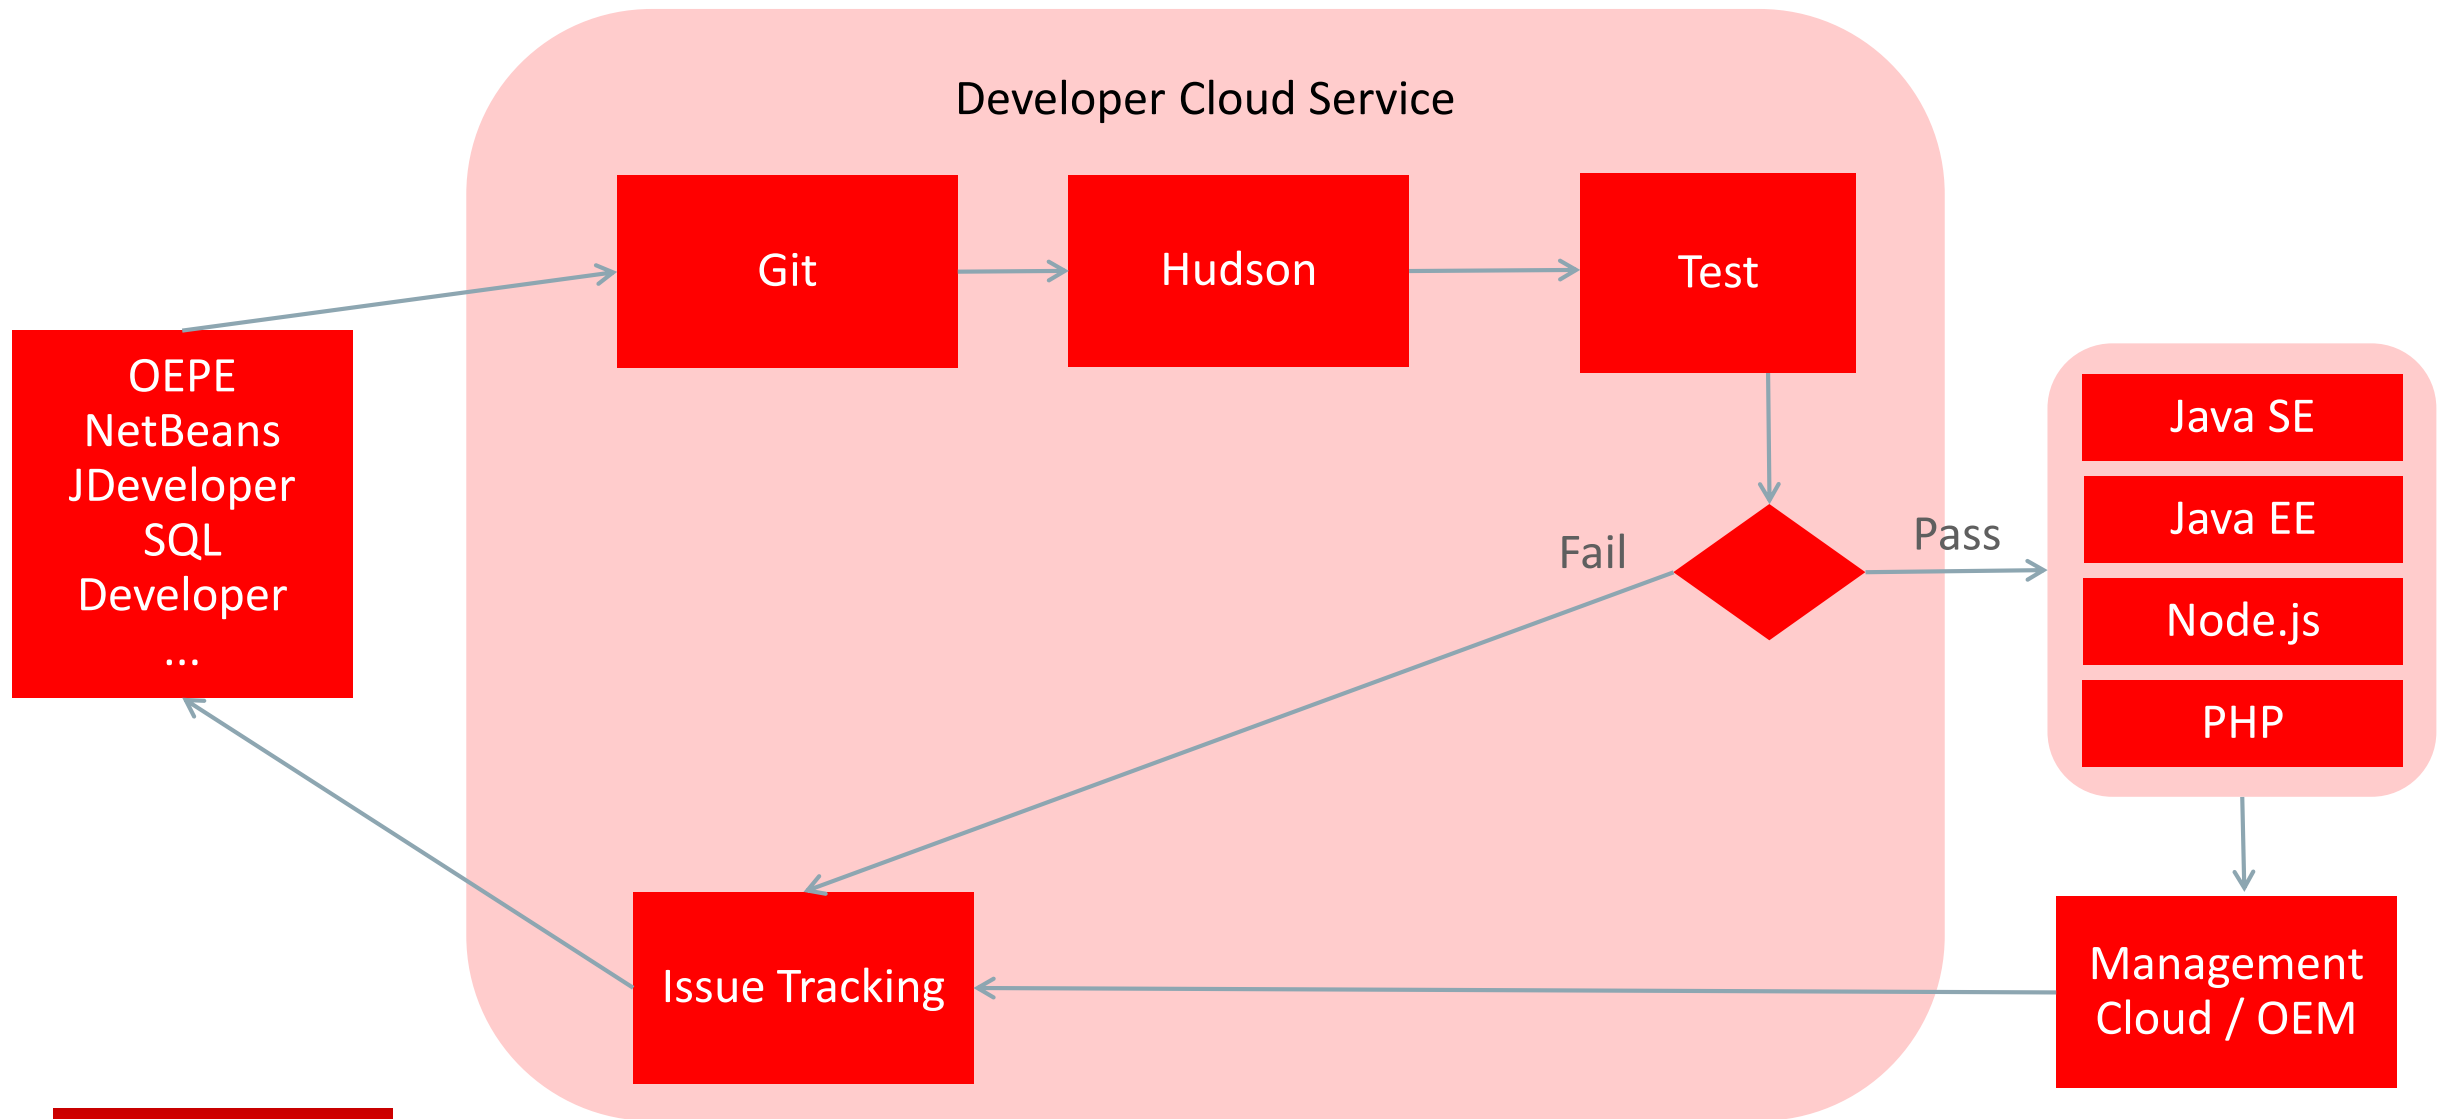 Developer Cloud Service
Git
Hudson
Test
OEPE
NetBeans
JDeveloper
SQL
Developer
...
Fail
Pass
Java SE
Java EE
Node.js
PHP
Issue Tracking
Management
Cloud / OEM